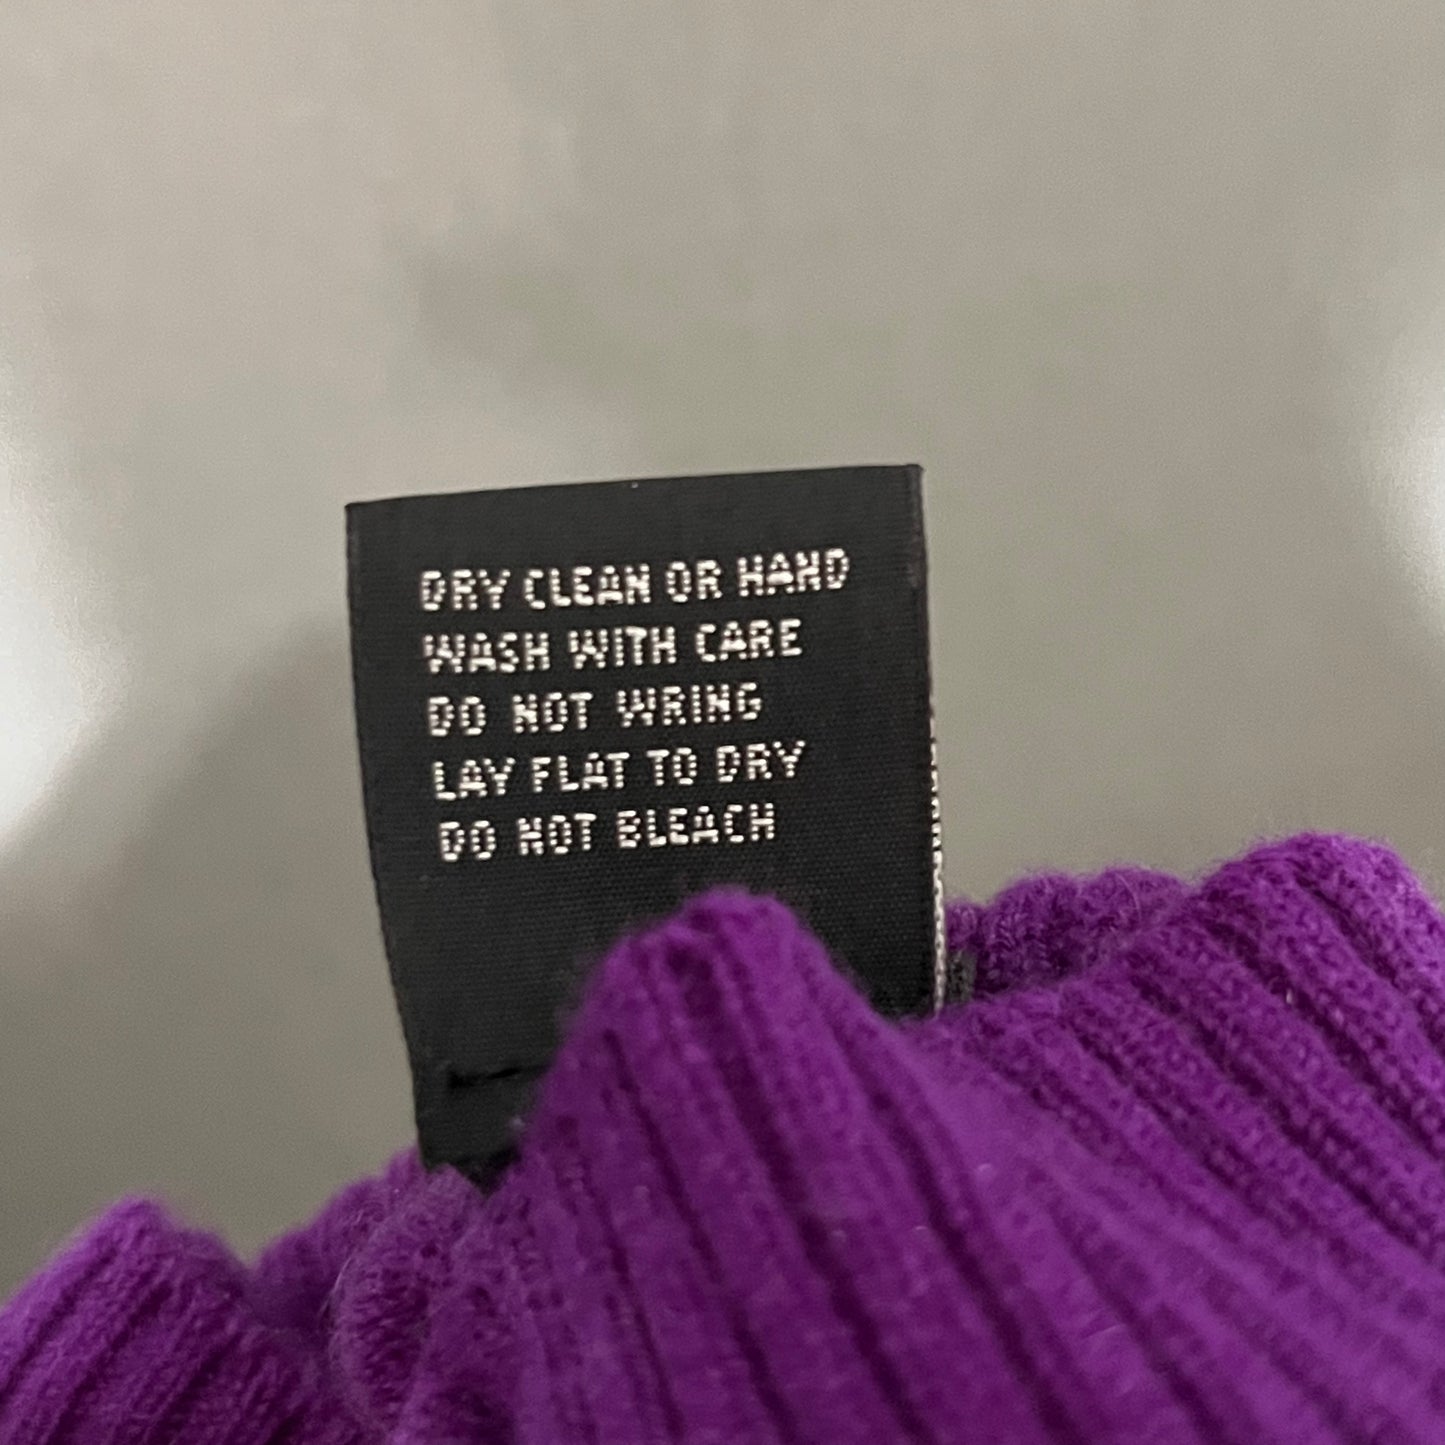 DRY CLEAN OR HAND
WASH WITH CARE
DO NOT WRING
LAY FLAT TO DRY
DO NOT BLEACH